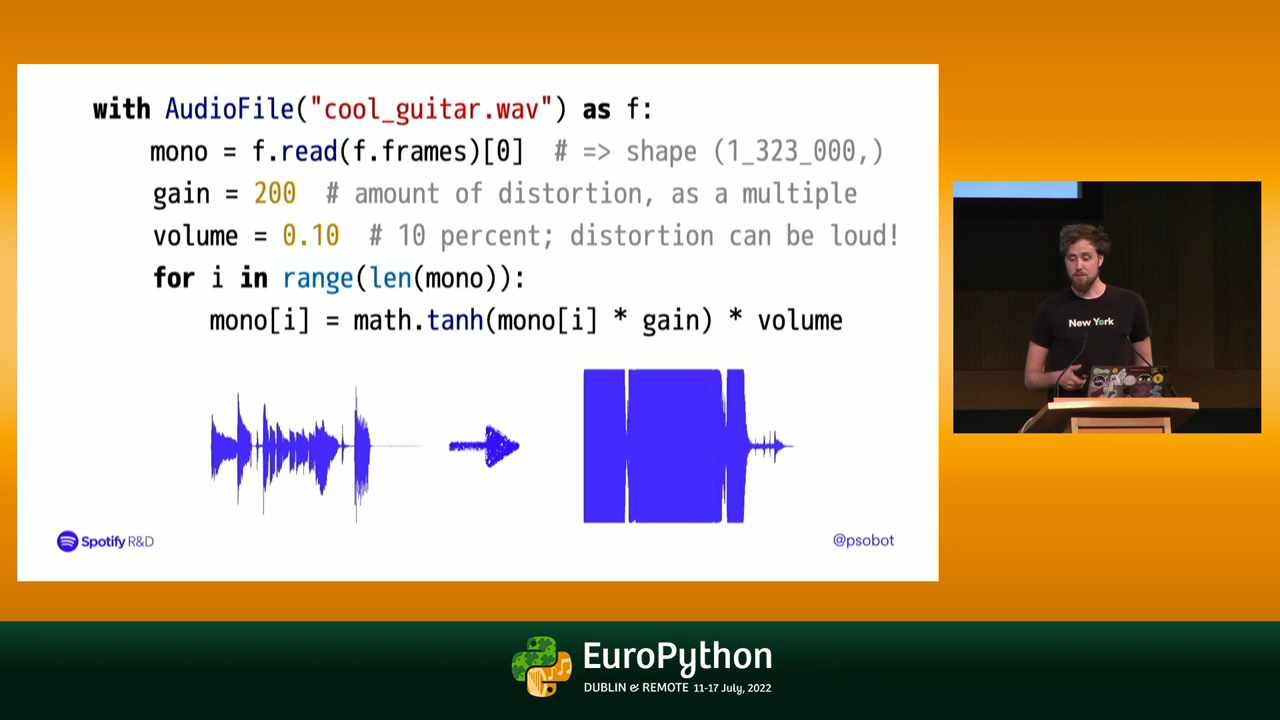 with AudioFile("cool_guitar.wav") as f:
mono = f.read(f.frames)[0]  # => shape (1_323_000,)
gain = 200  # amount of distortion, as a multiple
volume = 0.10  # 10 percent; distortion can be loud!
for i in range(len(mono)):
mono[i] = math.tanh(mono[i] * gain) * volume
Spotify R&D
@psobot
New York
EuroPython
DUBLIN & REMOTE 11-17 July, 2022